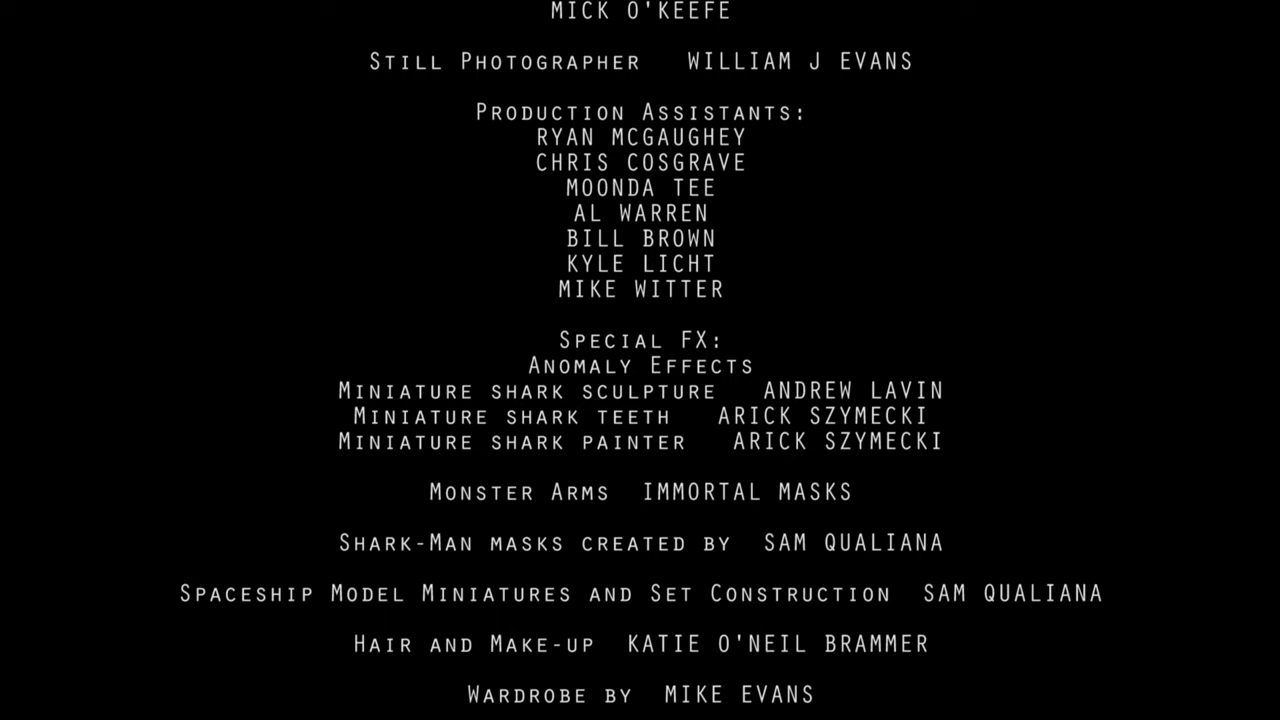 MICK O'KEEFE
STILL PHOTOGRAPHER WILLIAM J EVANS
PRODUCTION ASSISTANTS:
RYAN MCGAUGHEY
CHRIS COSGRAVE
MOONDA TEE
AL WARREN
BILL BROWN
KYLE LICHT
MIKE WITTER
SPECIAL FX:
ANOMALY EFFECTS
MINIATURE SHARK SCULPTURE ANDREW LAVIN
MINIATURE SHARK TEETH ARICK SZYMECKI
MINIATURE SHARK PAINTER ARICK SZYMECKI
MONSTER ARMS IMMORTAL MASKS
SHARK-MAN MASKS CREATED BY SAM QUALIANA
SPACESHIP MODEL MINIATURES AND SET CONSTRUCTION SAM QUALIANA
HAIR AND MAKE-UP KATIE O'NEIL BRAMMER
WARDROBE BY MIKE EVANS